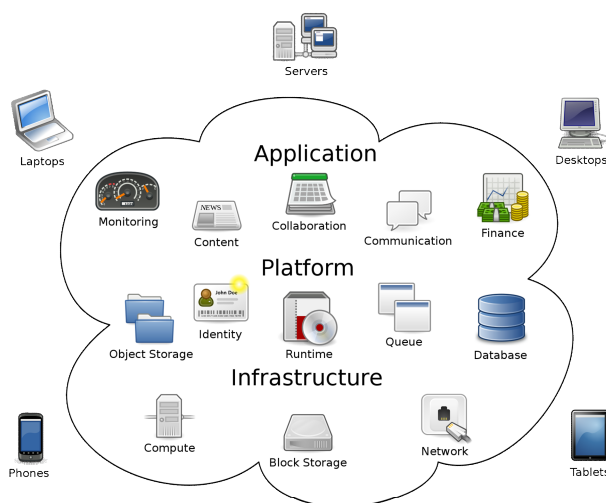 Servers
Laptops
Desktops
Application
Monitoring
NEWS
Content
Collaboration
Communication
Finance
Platform
John Doe
Object Storage
Identity
Runtime
Queue
Database
Infrastructure
Compute
Block Storage
Network
Phones
Tablets